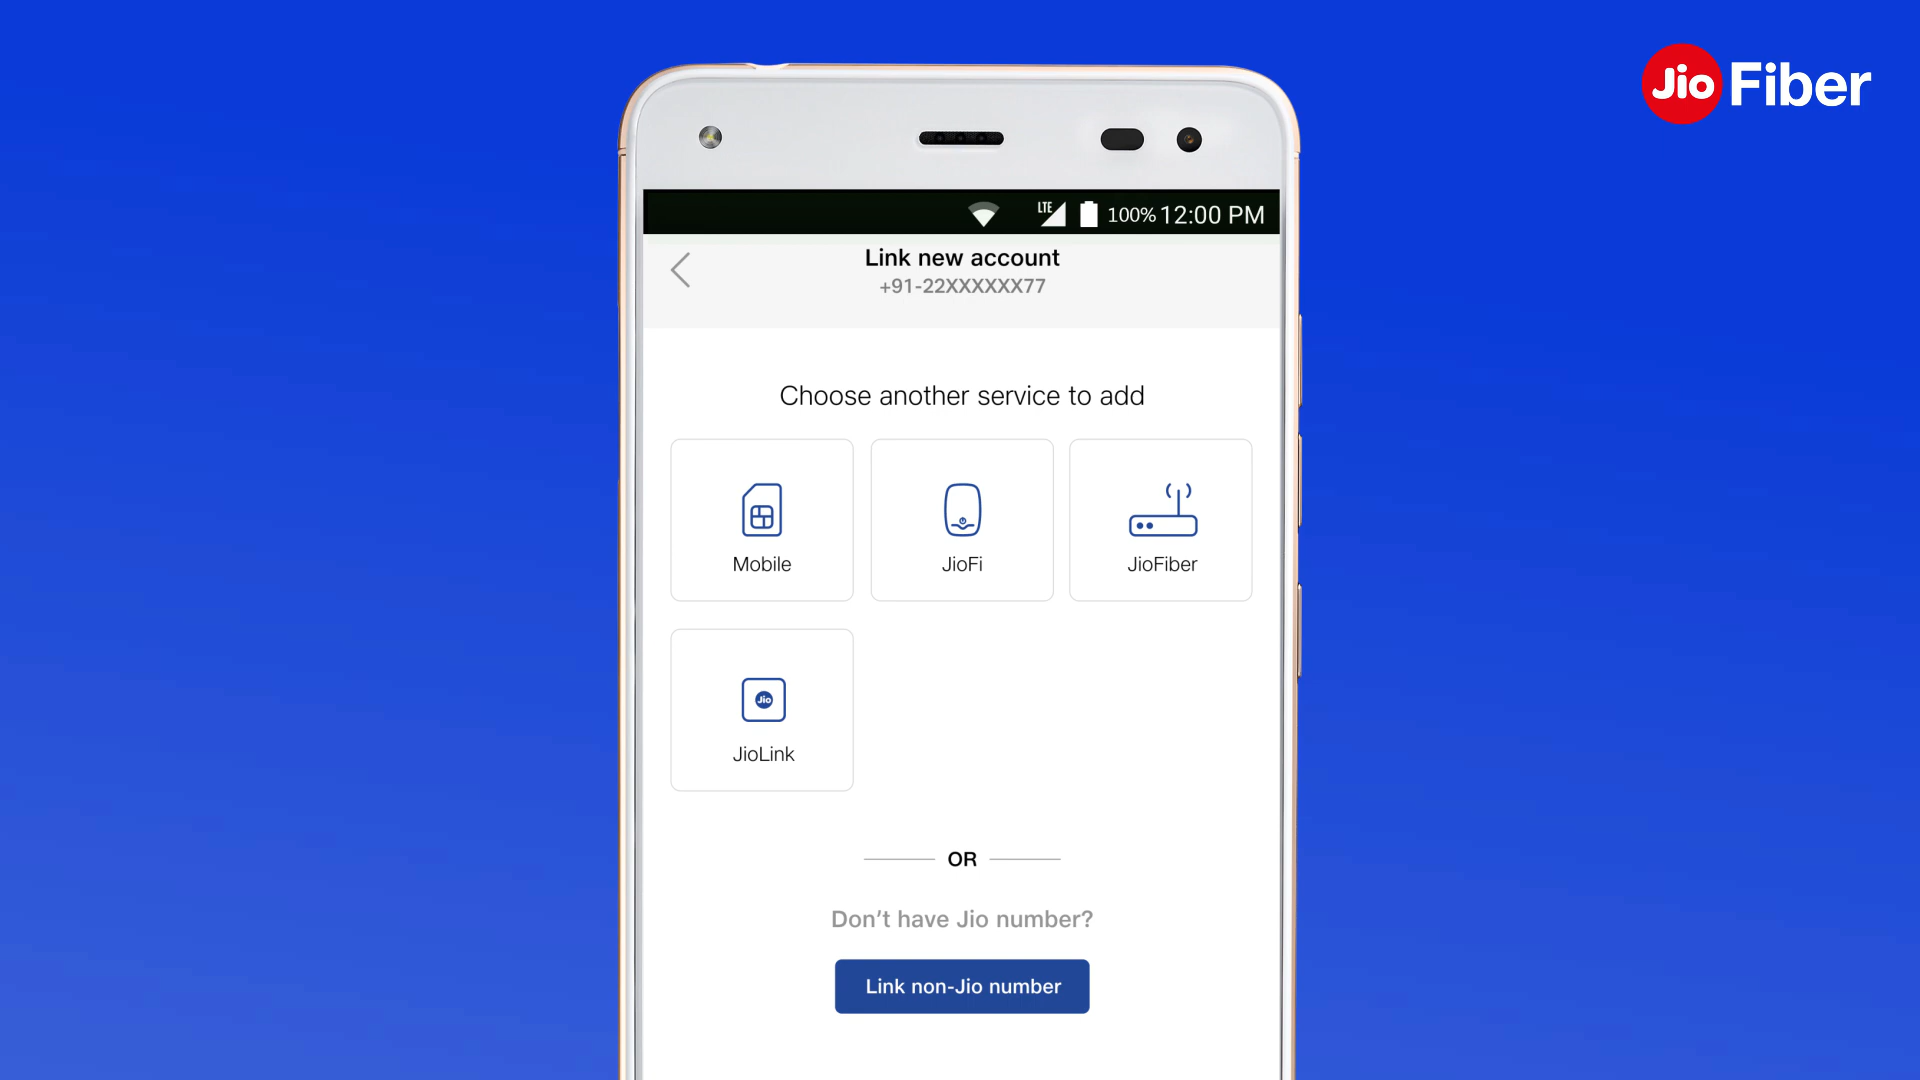 Jio Fiber
LTE 100% 12:00 PM
Link new account
+91-22XXXXXX77
Choose another service to add
Mobile JioFi JioFiber
Jio
JioLink
OR
Don’t have Jio number?
Link non-Jio number